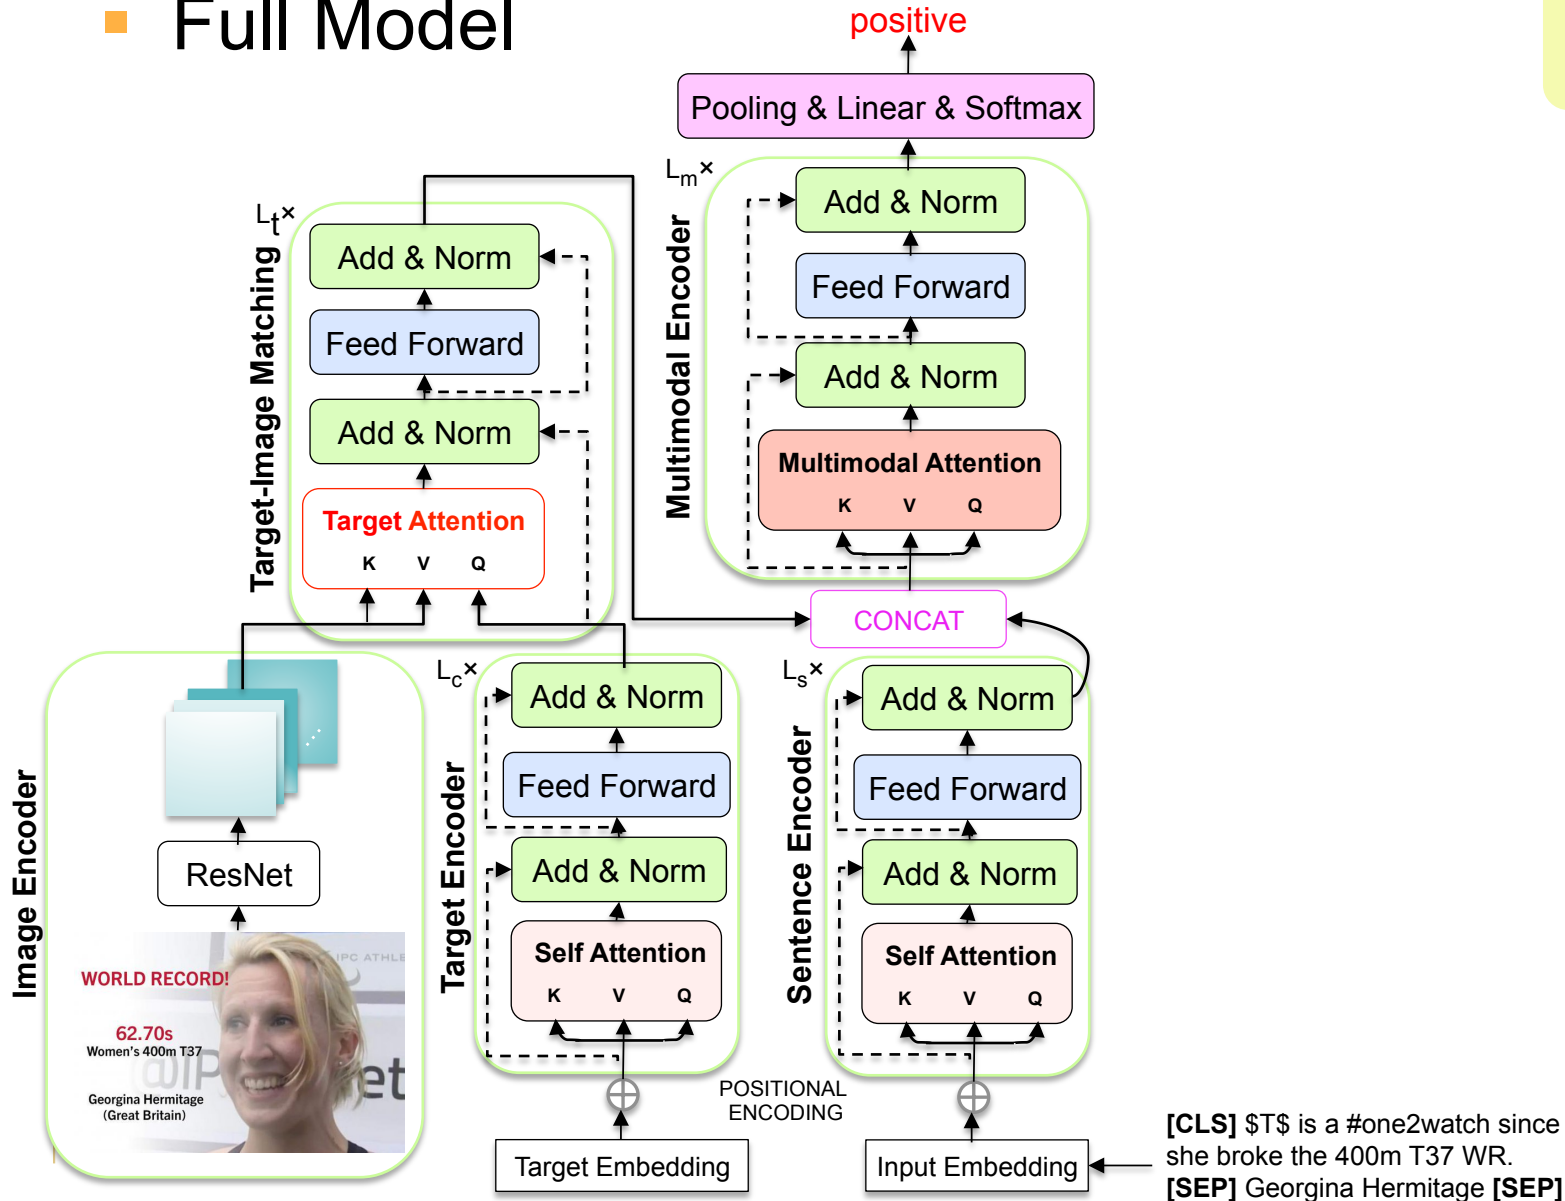 Full Model
positive
Pooling & Linear & Softmax
Lm×
Add & Norm
Feed Forward
Add & Norm
Multimodal Attention
K V Q
Multimodal Encoder
CONCAT
Lt×
Add & Norm
Feed Forward
Add & Norm
Target Attention
K V Q
Target-Image Matching
Image Encoder
ResNet
WORLD RECORD!
62.70s
Women's 400m T37
Georgina Hermitage
(Great Britain)
IPC ATHLE
@IP
et
Lc×
Add & Norm
Feed Forward
Add & Norm
Self Attention
K V Q
Target Encoder
Target Embedding
POSITIONAL
ENCODING
Ls×
Add & Norm
Feed Forward
Add & Norm
Self Attention
K V Q
Sentence Encoder
Input Embedding
[CLS] $T$ is a #one2watch since
she broke the 400m T37 WR.
[SEP] Georgina Hermitage [SEP]